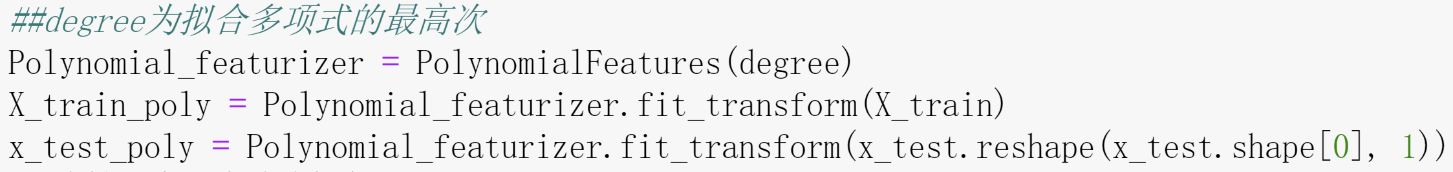 ##degree为拟合多项式的最高次
Polynomial_featurizer = PolynomialFeatures(degree)
X_train_poly = Polynomial_featurizer.fit_transform(X_train)
x_test_poly = Polynomial_featurizer.fit_transform(x_test.reshape(x_test.shape[0], 1))